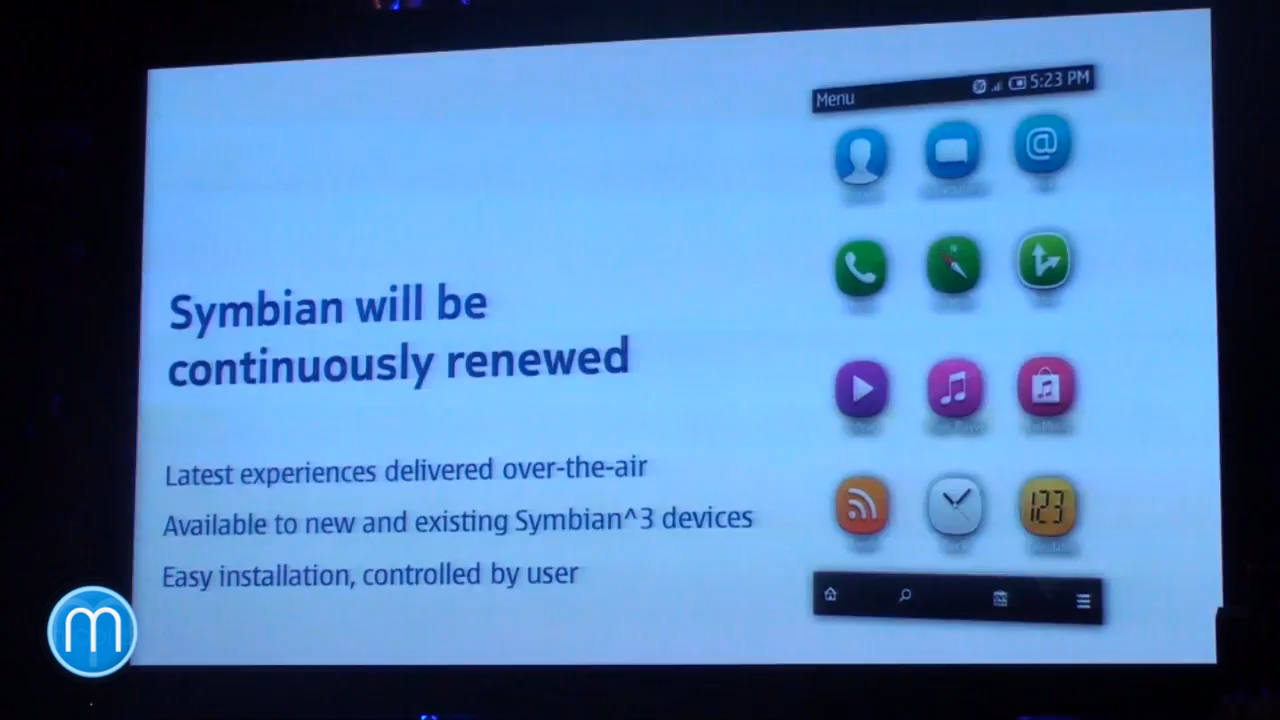 Menu 5:23 PM
@
Symbian will be
continuously renewed
123
Latest experiences delivered over-the-air
Available to new and existing Symbian^3 devices
Easy installation, controlled by user
m